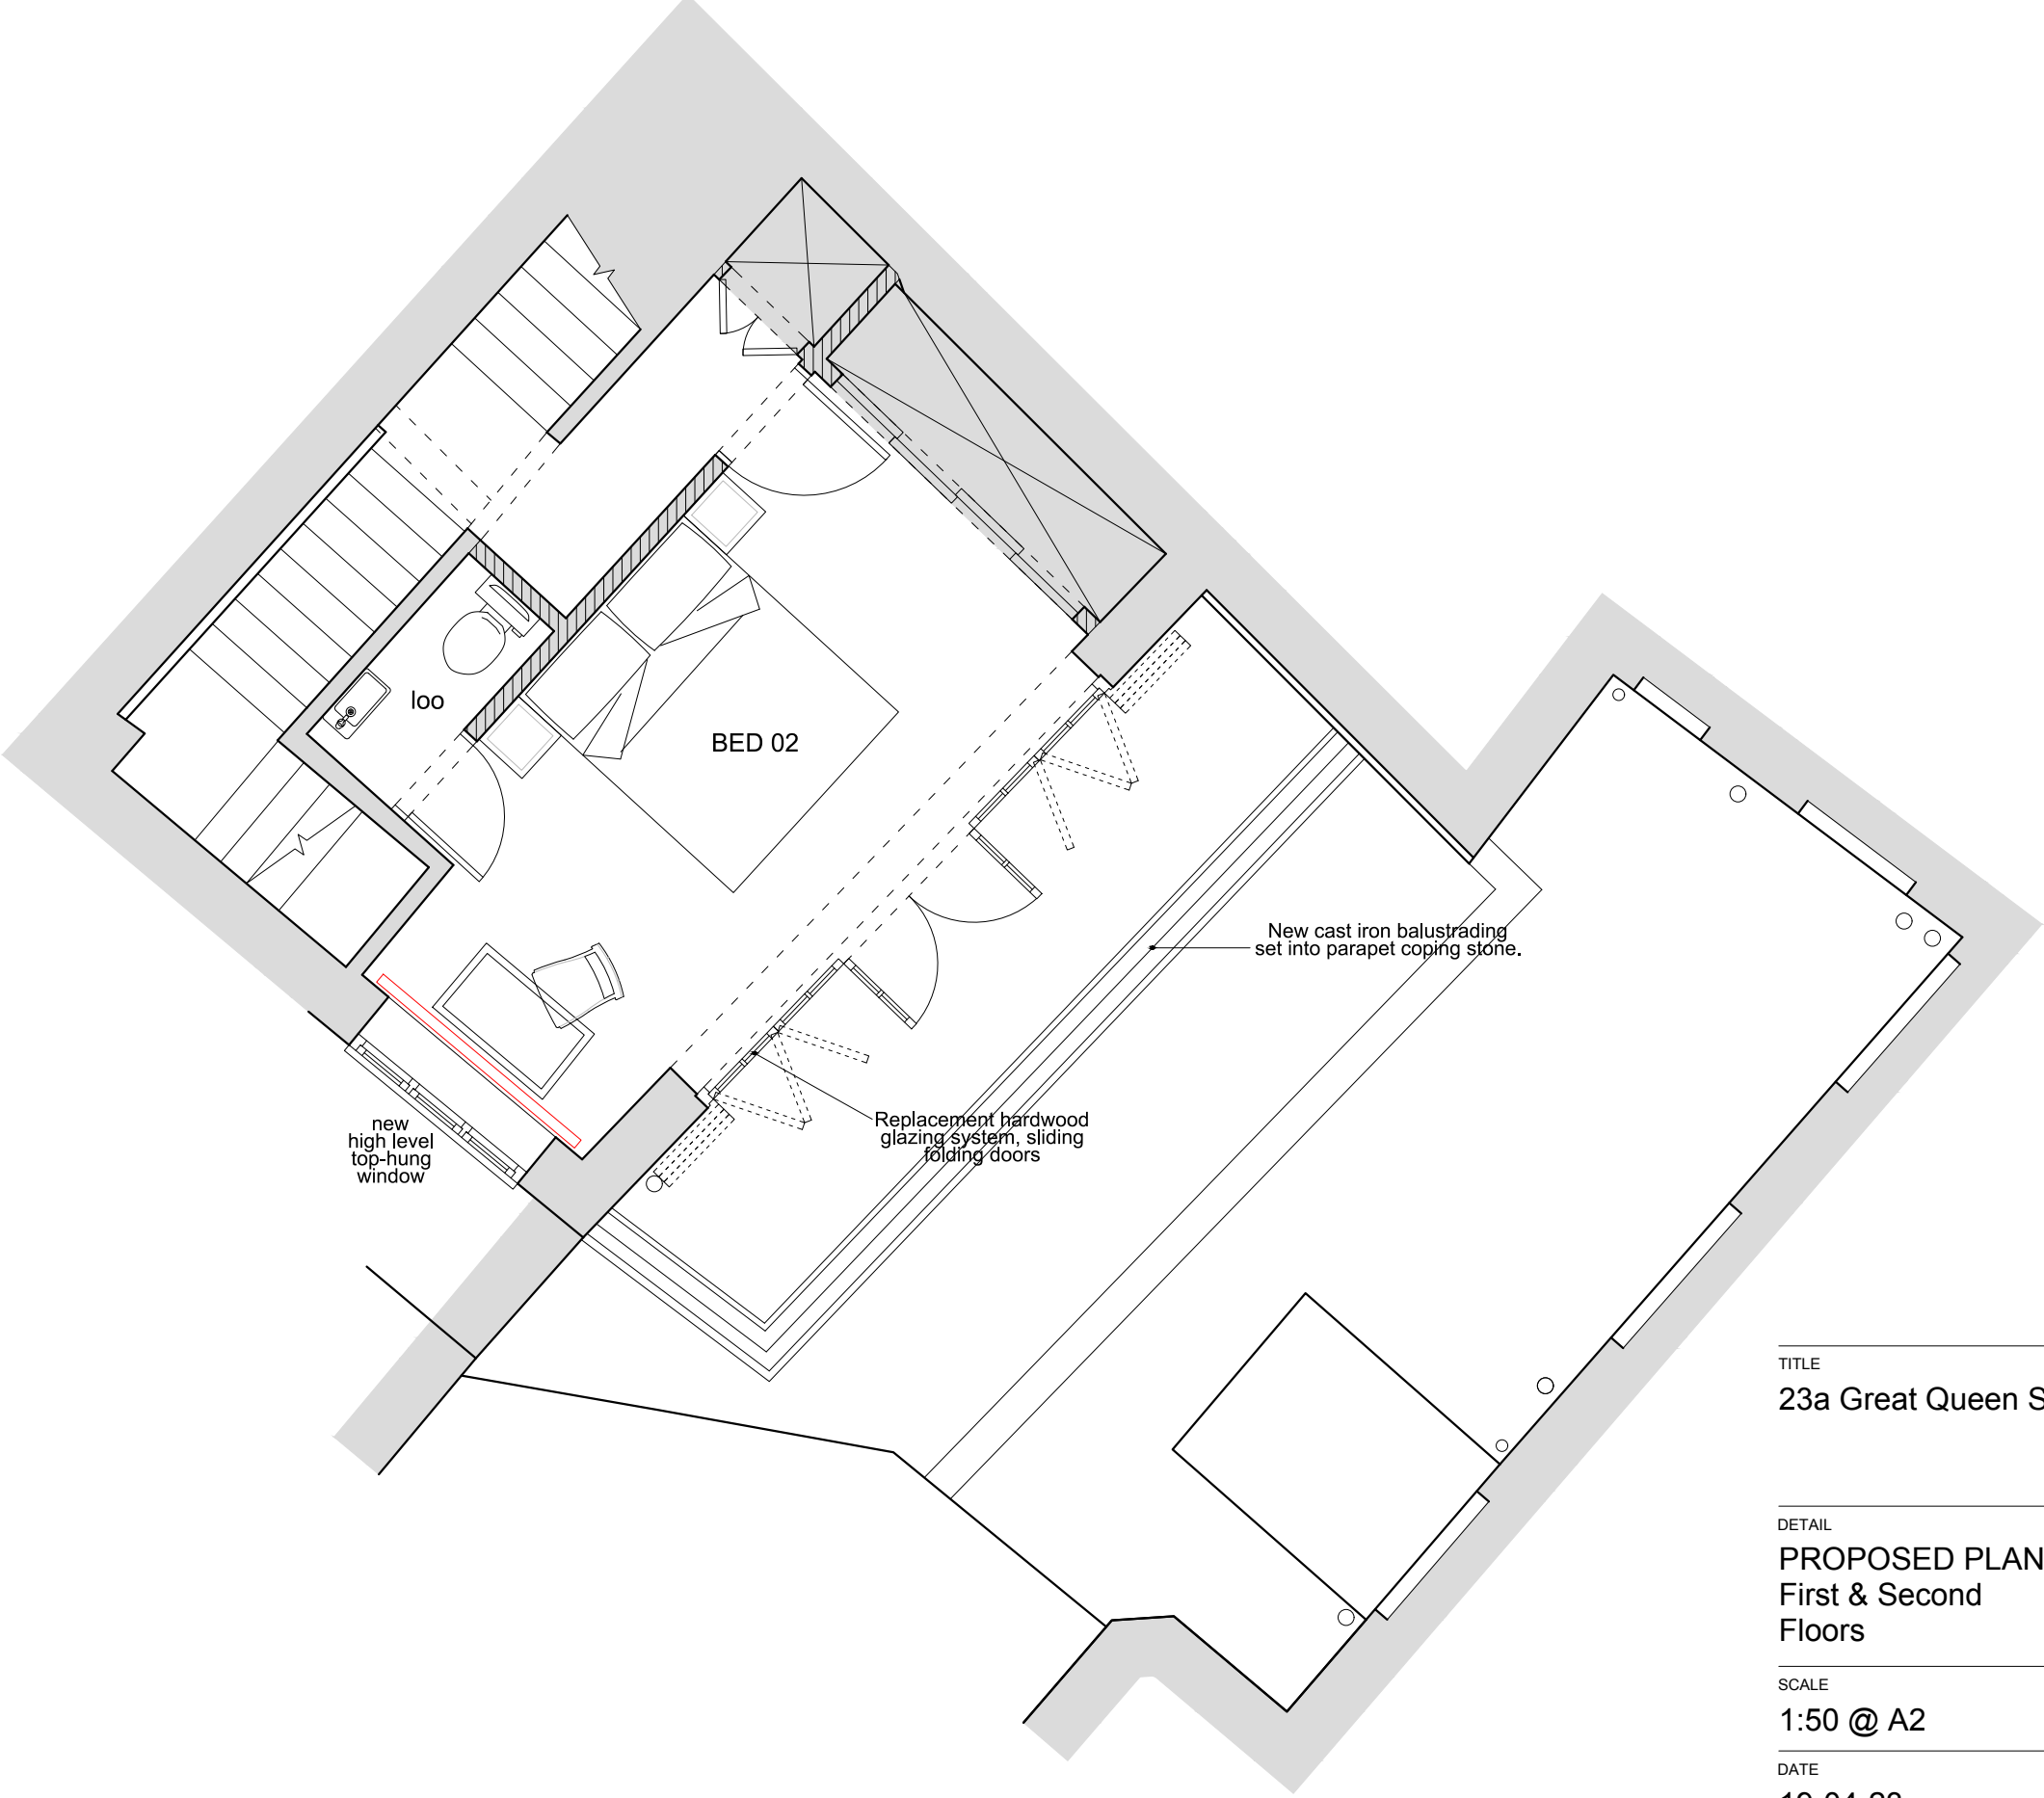 loo
BED 02
New cast iron balustrading
set into parapet coping stone.
Replacement hardwood
glazing system, sliding
folding doors
new
high level
top-hung
window
TITLE
23a Great Queen S
DETAIL
PROPOSED PLAN
First & Second
Floors
SCALE
1:50 @ A2
DATE